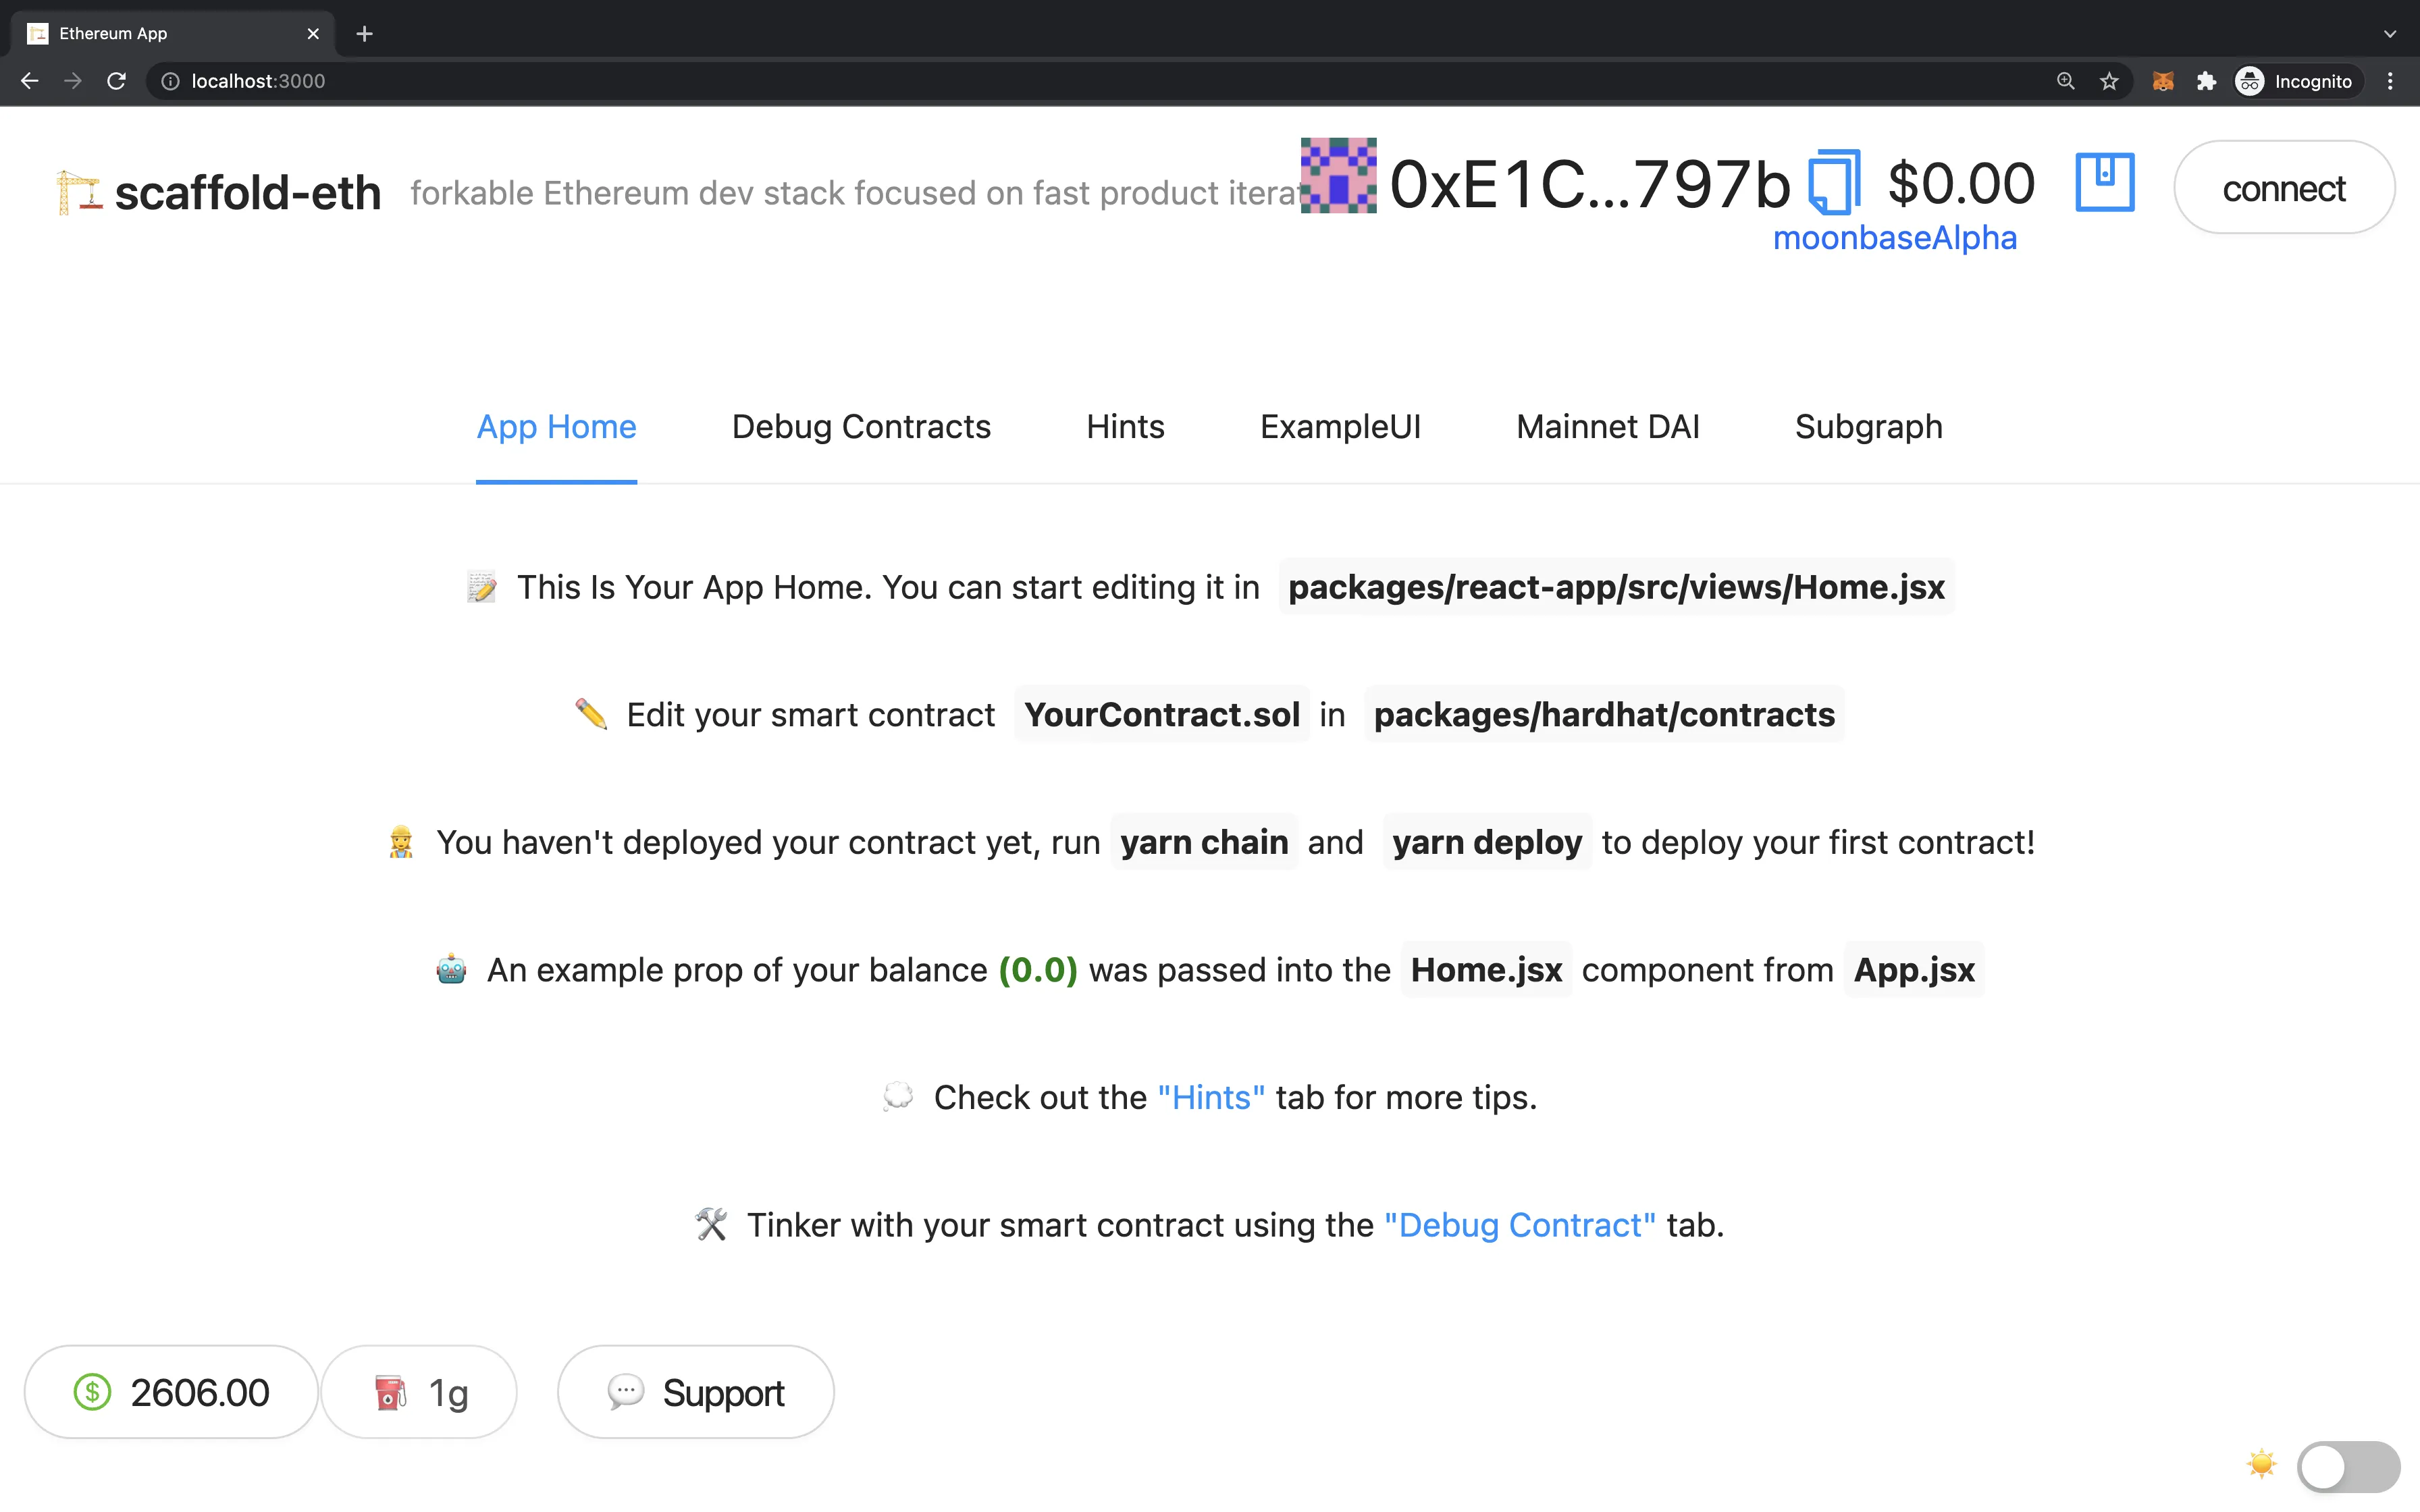 Ethereum App
localhost:3000
Incognito
scaffold-eth forkable Ethereum dev stack focused on fast product iterat
0xE1C...797b $0.00 connect
moonbaseAlpha
App Home Debug Contracts Hints ExampleUI Mainnet DAI Subgraph
This Is Your App Home. You can start editing it in packages/react-app/src/views/Home.jsx
Edit your smart contract YourContract.sol in packages/hardhat/contracts
You haven't deployed your contract yet, run yarn chain and yarn deploy to deploy your first contract!
An example prop of your balance (0.0) was passed into the Home.jsx component from App.jsx
Check out the "Hints" tab for more tips.
Tinker with your smart contract using the "Debug Contract" tab.
2606.00 1g Support